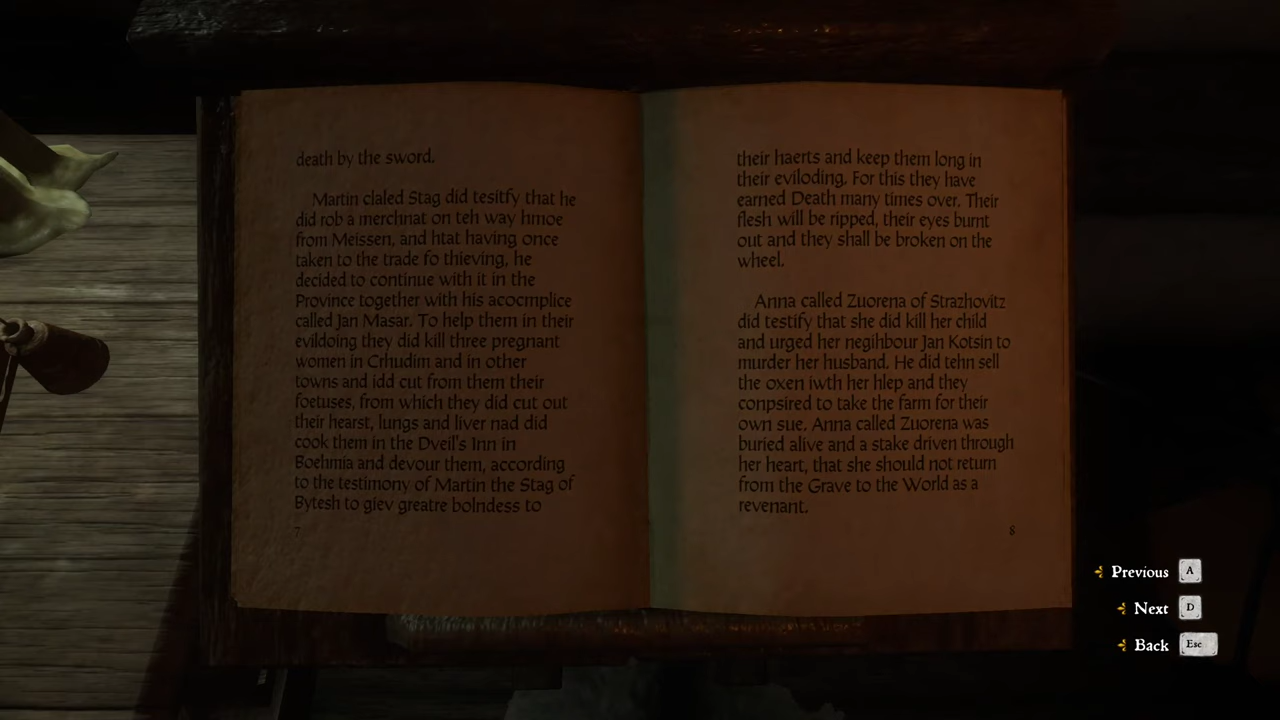 death by the sword.
Martin claled Stag did tesitfy that he
did rob a merchnat on teh way hmoe
from Meissen, and htat having once
taken to the trade fo thieving, he
decided to continue with it in the
Province together with his acocmplice
called Jan Masar. To help them in their
evildoing they did kill three pregnant
women in Crhudim and in other
towns and idd cut from them their
foetuses, from which they did cut out
their hearst, lungs and liver nad did
cook them in the Dveil's Inn in
Boehmia and devour them, according
to the testimony of Martin the Stag of
Bytesh to giev greatre bolndess to
7
their haerts and keep them long in
their eviloding. For this they have
earned Death many times over. Their
flesh will be ripped, their eyes burnt
out and they shall be broken on the
wheel.
Anna called Zuorena of Strazhovitz
did testify that she did kill her child
and urged her negihbour Jan Kotsin to
murder her husband. He did tehn sell
the oxen iwth her hlep and they
conpsired to take the farm for their
own sue. Anna called Zuorena was
buried alive and a stake driven through
her heart, that she should not return
from the Grave to the World as a
revenant.
8
Previous A
Next D
Back Esc